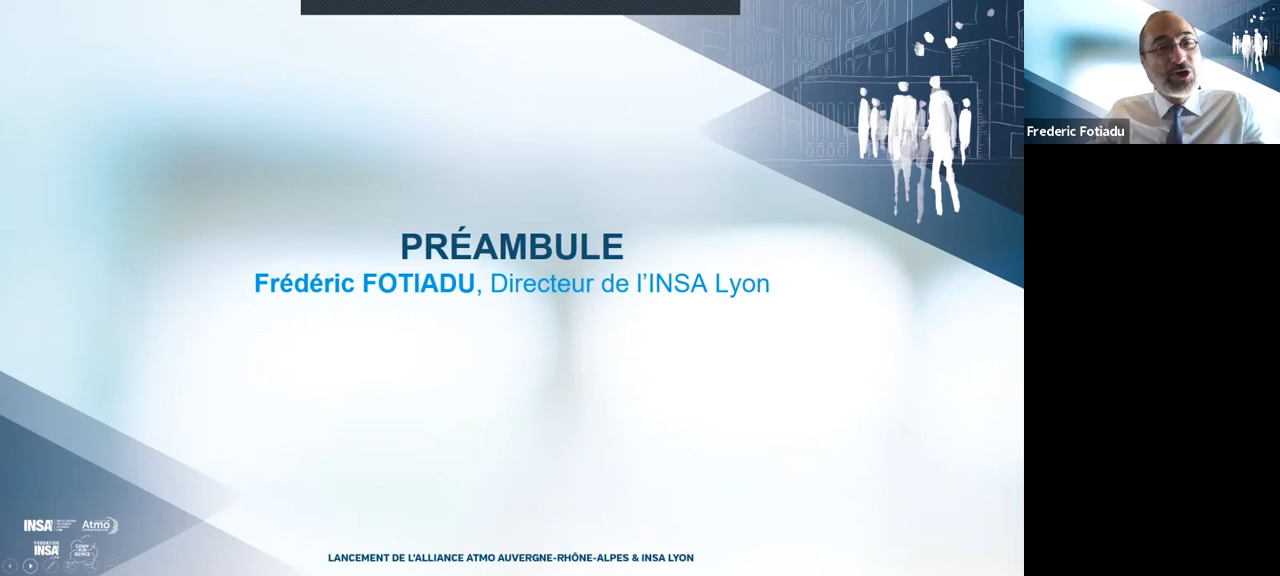 PRÉAMBULE
Frédéric FOTIADU, Directeur de l'INSA Lyon
Frederic Fotiadu
INSA
Atmo
FONDATION
INSA
LANCEMENT DE L'ALLIANCE ATMO AUVERGNE-RHÔNE-ALPES & INSA LYON